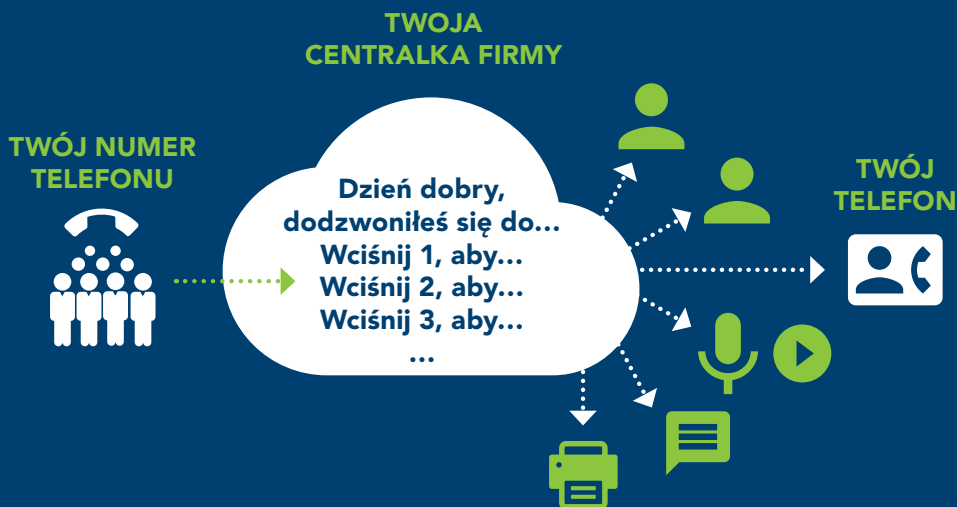 TWOJA
CENTRALKA FIRMY
TWÓJ NUMER
TELEFONU
Dzień dobry,
dodzwoniłeś się do...
Wciśnij 1, aby...
Wciśnij 2, aby...
Wciśnij 3, aby...
...
TWÓJ
TELEFON